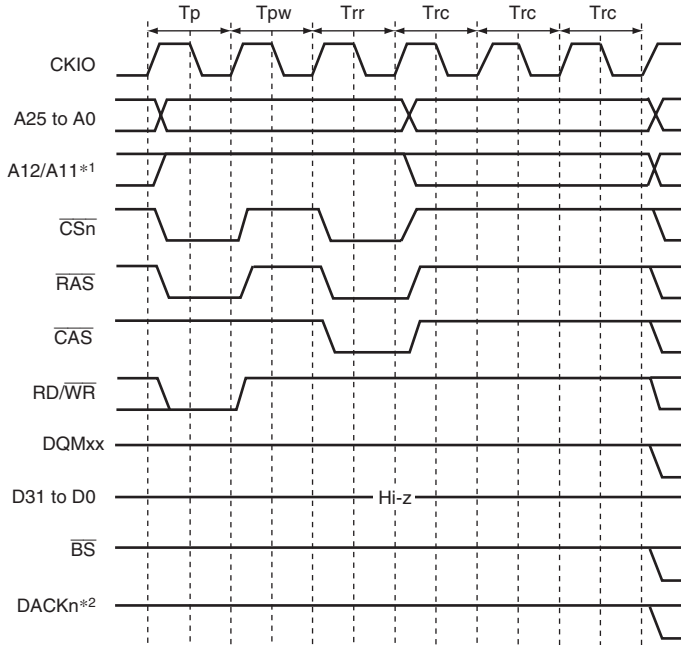 Tp Tpw Trr Trc Trc Trc
CKIO
A25 to A0
A12/A11*1
CSn
RAS
CAS
RD/WR
DQMxx
D31 to D0 Hi-z
BS
DACKn*2